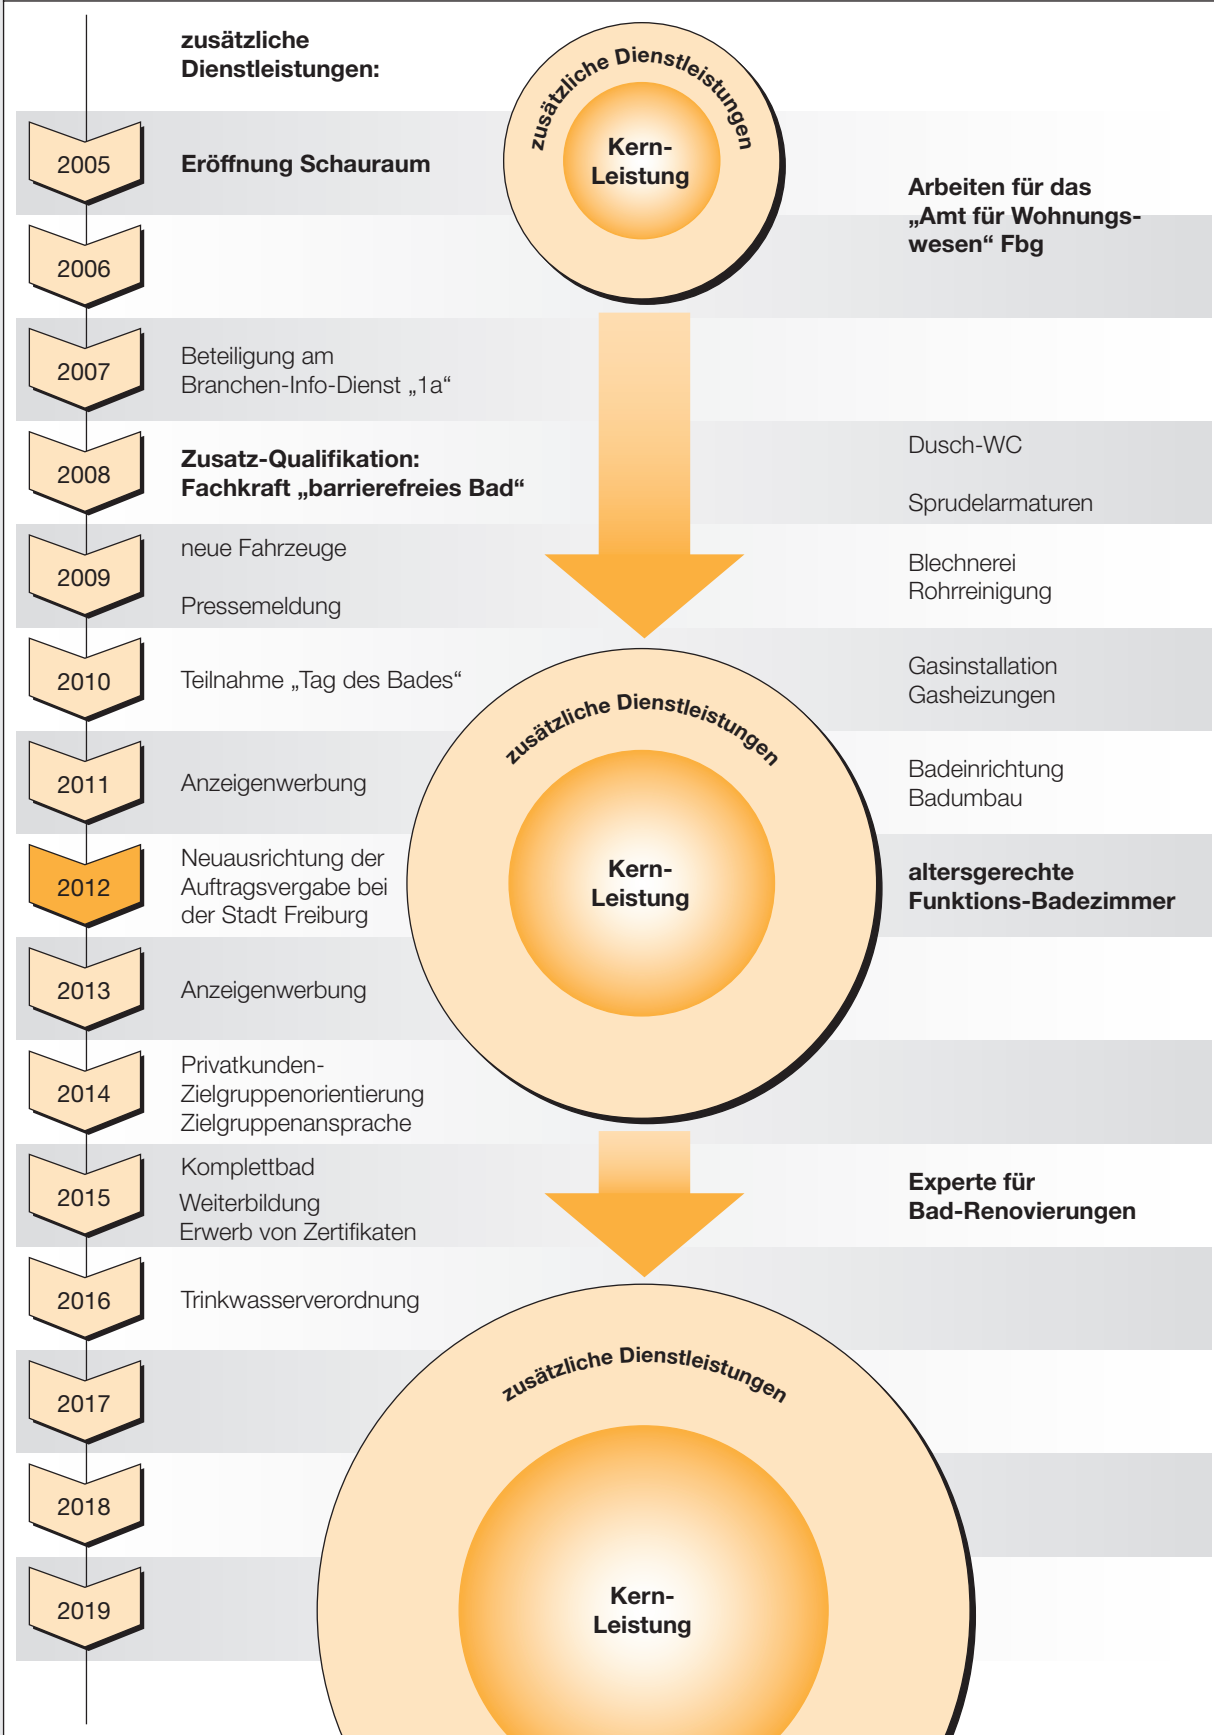 zusätzliche
Dienstleistungen:
zusätzliche Dienstleistungen
Kern-
Leistung
2005
Eröffnung Schauraum
Arbeiten für das
„Amt für Wohnungs-
wesen“ Fbg
2006
2007
Beteiligung am
Branchen-Info-Dienst „1a“
2008
Zusatz-Qualifikation:
Fachkraft „barrierefreies Bad“
Dusch-WC
Sprudelarmaturen
2009
neue Fahrzeuge
Pressemeldung
Blechnerei
Rohrreinigung
2010
Teilnahme „Tag des Bades“
Gasinstallation
Gasheizungen
zusätzliche Dienstleistungen
2011
Anzeigenwerbung
Badeinrichtung
Badumbau
2012
Neuausrichtung der
Auftragsvergabe bei
der Stadt Freiburg
Kern-
Leistung
altersgerechte
Funktions-Badezimmer
2013
Anzeigenwerbung
2014
Privatkunden-
Zielgruppenorientierung
Zielgruppenansprache
2015
Komplettbad
Weiterbildung
Erwerb von Zertifikaten
Experte für
Bad-Renovierungen
2016
Trinkwasserverordnung
zusätzliche Dienstleistungen
2017
2018
2019
Kern-
Leistung